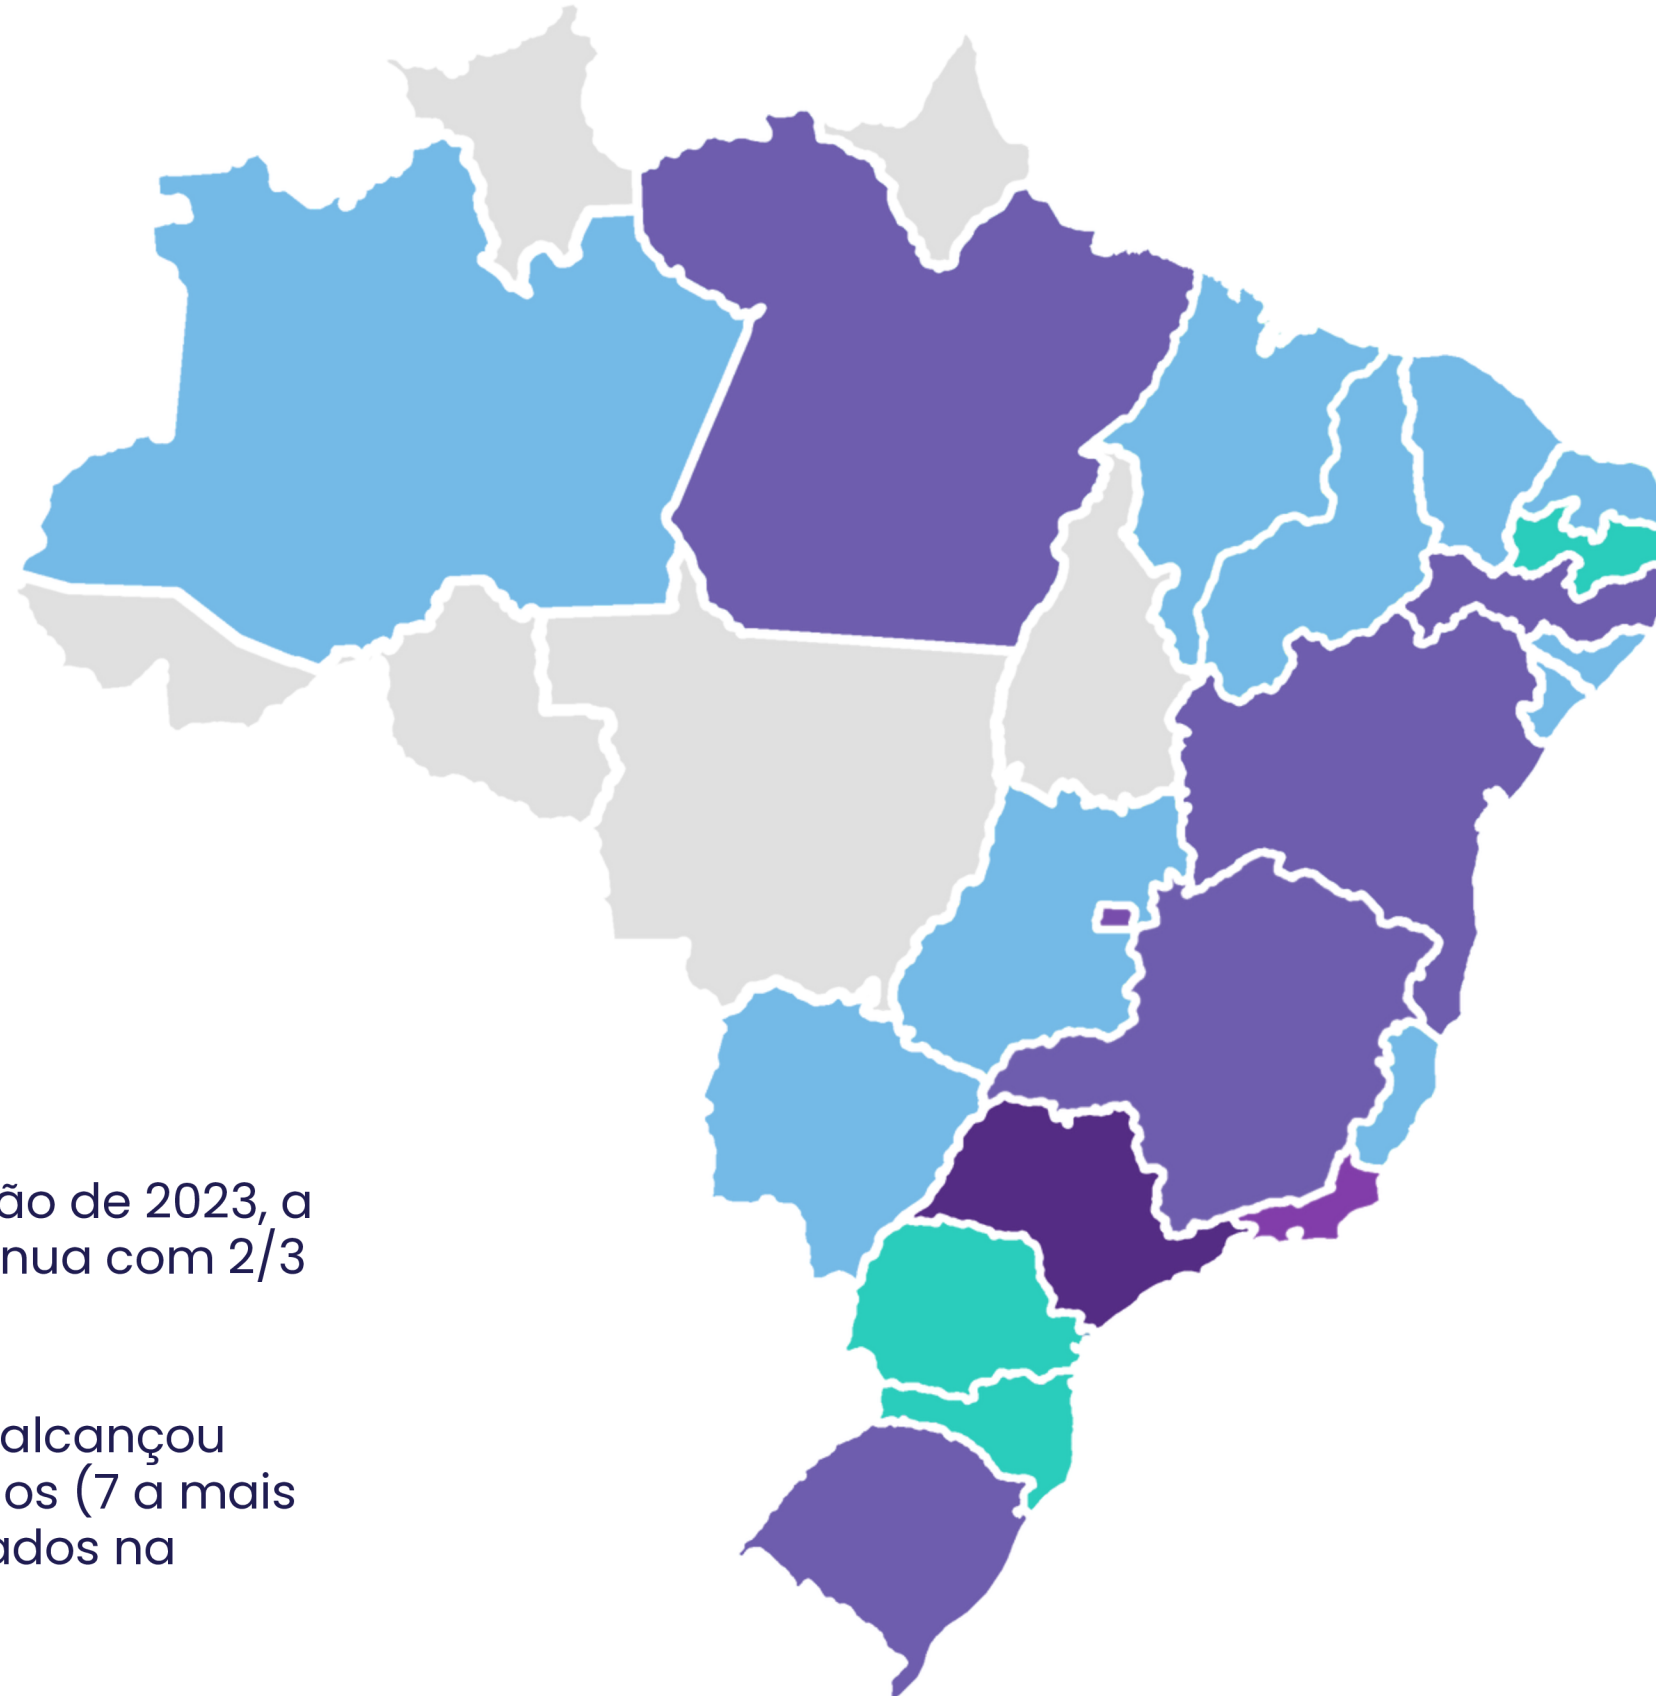 ão de 2023, a
nua com 2/3
alcançou
os (7 a mais
ados na